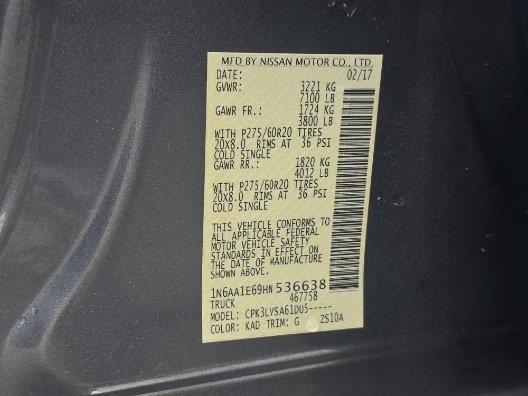 MFD BY NISSAN MOTOR CO., LTD.
DATE: 02/17
GVWR: 3221 KG
7100 LB
GAWR FR.: 1724 KG
3800 LB
WITH P275/60R20 TIRES
20X8.0 RIMS AT 36 PSI
COLD SINGLE
GAWR RR.: 1820 KG
4012 LB
WITH P275/60R20 TIRES
20X8.0 RIMS AT 36 PSI
COLD SINGLE
THIS VEHICLE CONFORMS TO
ALL APPLICABLE FEDERAL
MOTOR VEHICLE SAFETY
STANDARDS IN EFFECT ON
THE DATE OF MANUFACTURE
SHOWN ABOVE.
1N6AA1E69HN 536638
TRUCK 467758
MODEL: CPK3LVSA61DUS-----
COLOR: KAD TRIM: G ZS10A